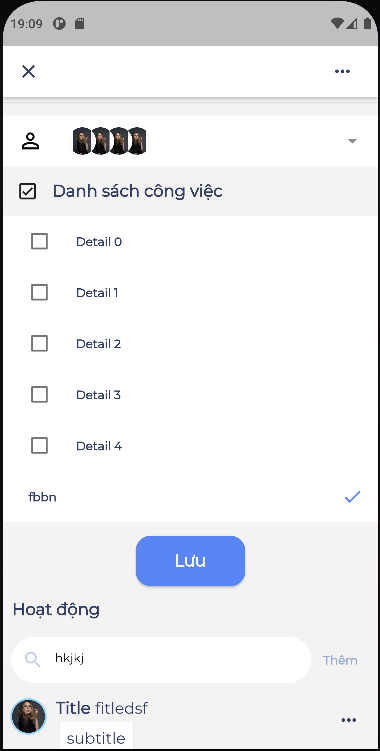 19:09
Danh sách công việc
Detail 0
Detail 1
Detail 2
Detail 3
Detail 4
fbbn
Lưu
Hoạt động
hkjkj
Thêm
Title fitledsf
subtitle